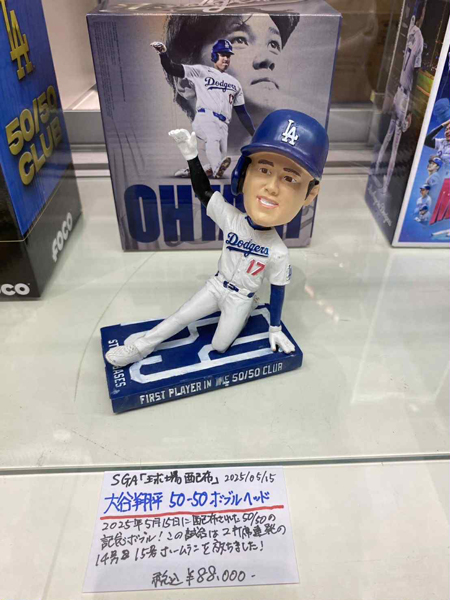 LA
50/50
CLUB
FOCO
Dodgers
LA
Dodgers
17
FIRST PLAYER IN MLB 50/50 CLUB
SGA「球場配布」 2025/05/15
大谷翔平 50-50 ボブルヘッド
2025年5月15日に配布された50/50の
記念ボブル!この試合は2打席連続の
14号&15号ホームランを放ちました!
税込 ¥88,000-